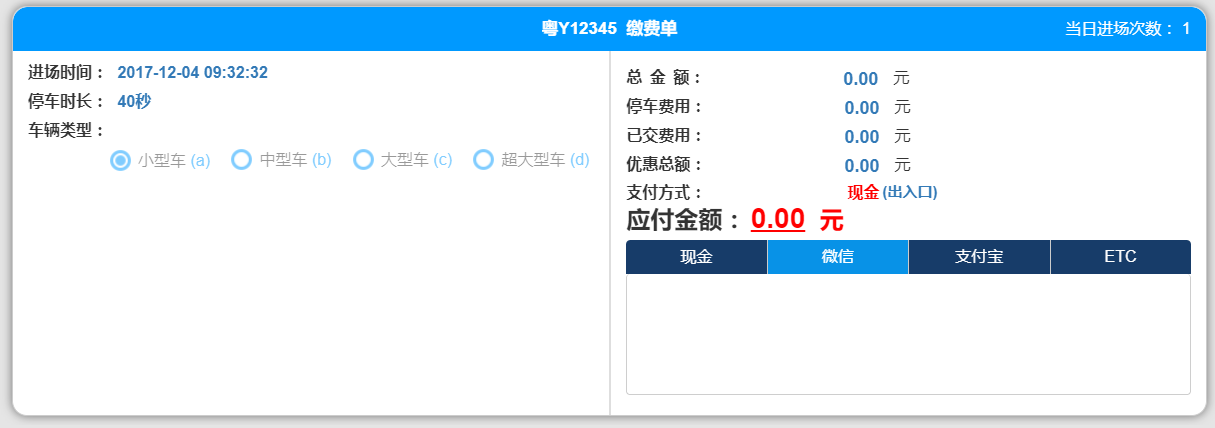 粤Y12345 缴费单
当日进场次数： 1
进场时间： 2017-12-04 09:32:32
停车时长： 40秒
车辆类型：
小型车 (a) 中型车 (b) 大型车 (c) 超大型车 (d)
总 金 额： 0.00 元
停车费用： 0.00 元
已交费用： 0.00 元
优惠总额： 0.00 元
支付方式： 现金 (出入口)
应付金额： 0.00 元
现金 微信 支付宝 ETC